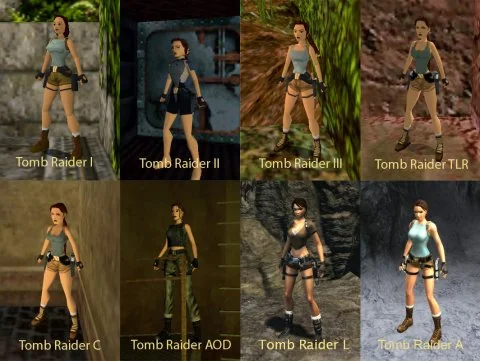 Tomb Raider I
Tomb Raider II
Tomb Raider III
Tomb Raider TLR
Tomb Raider C
Tomb Raider AOD
Tomb Raider L
Tomb Raider A